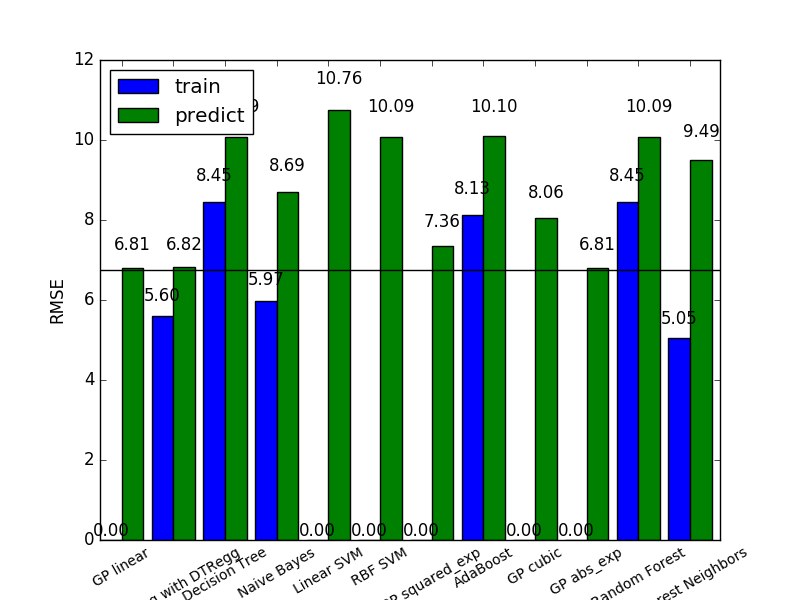 12
train
predict
10
8
6
4
2
0
RMSE
9
10.76
10.09
10.10
10.09
9.49
8.45
8.69
8.13
8.06
8.45
6.81
6.82
7.36
6.81
5.60
5.97
5.05
0.00
0.00
0.00
0.00
0.00
0.00
GP linear
g with DTRegg
Decision Tree
Naive Bayes
Linear SVM
RBF SVM
GP squared_exp
AdaBoost
GP cubic
GP abs_exp
Random Forest
rest Neighbors